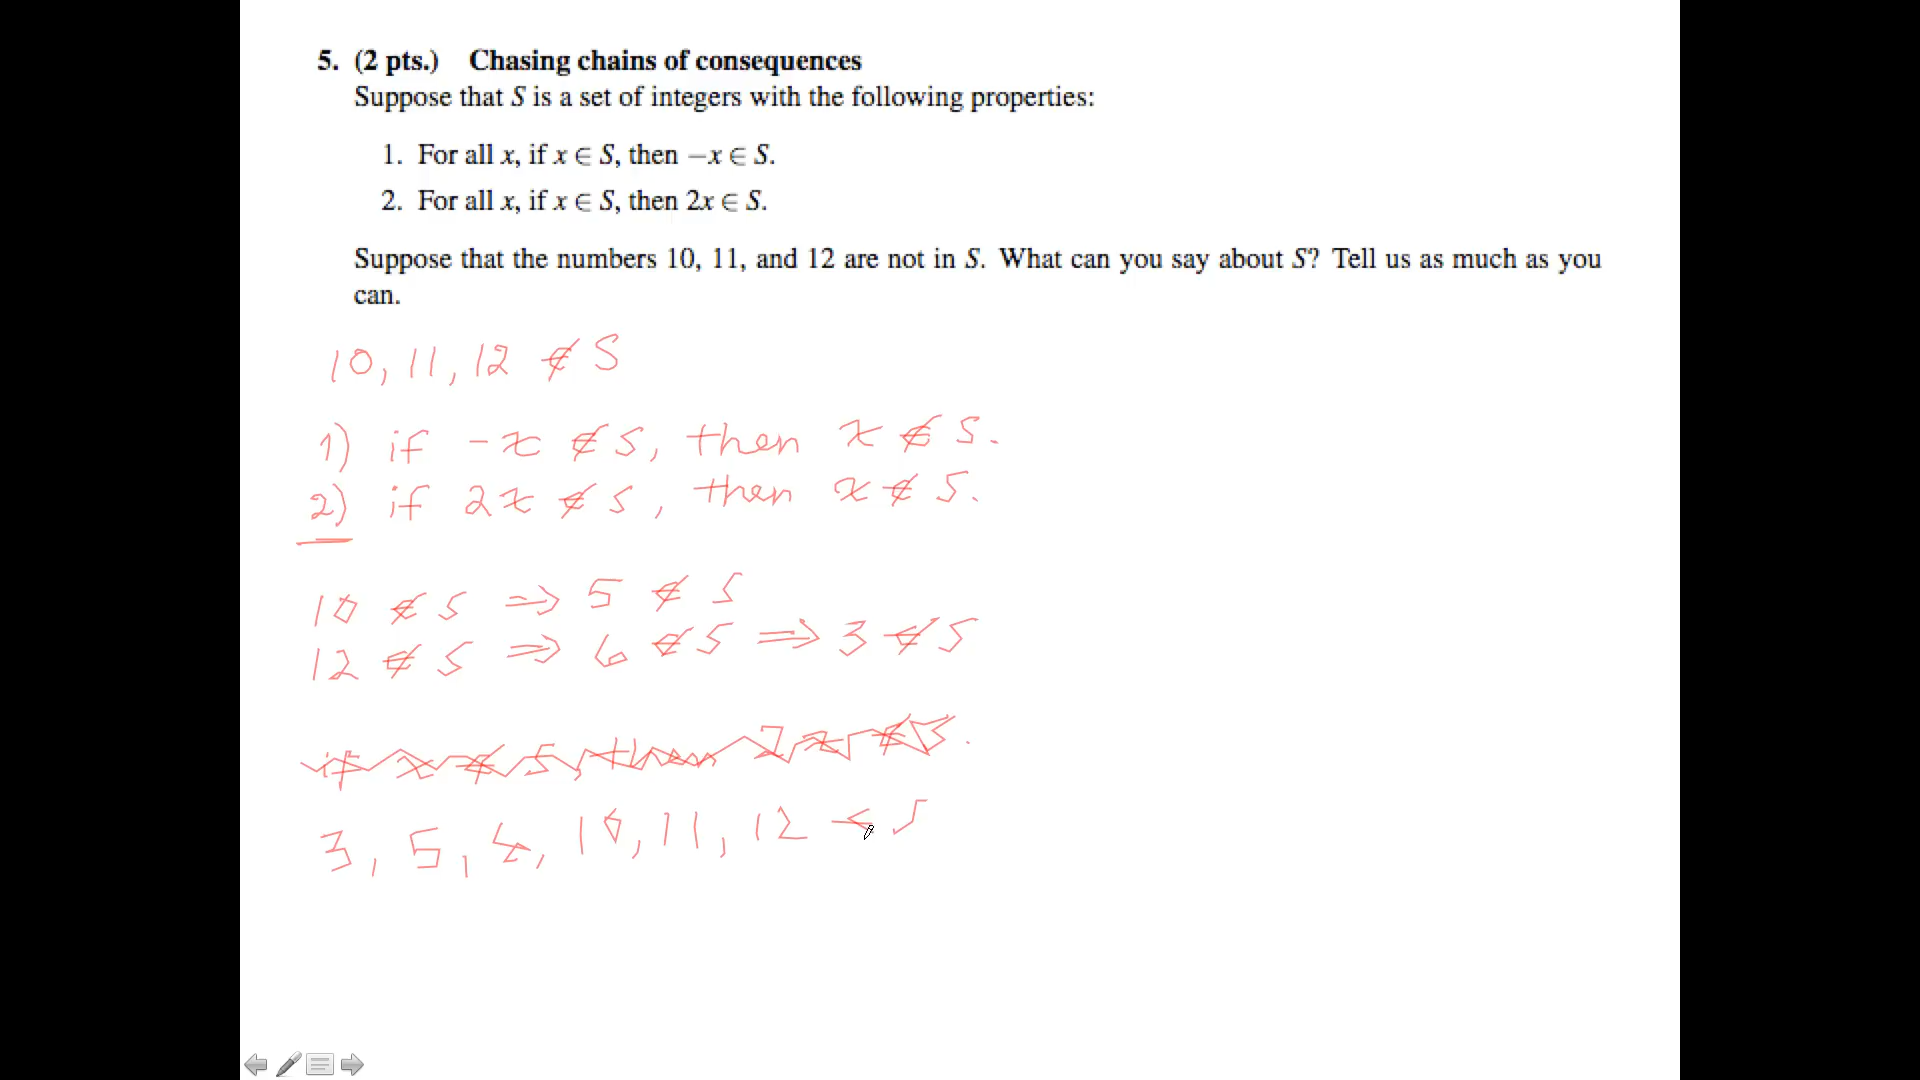 5. (2 pts.) Chasing chains of consequences
Suppose that S is a set of integers with the following properties:
1. For all x, if x ∈ S, then −x ∈ S.
2. For all x, if x ∈ S, then 2x ∈ S.
Suppose that the numbers 10, 11, and 12 are not in S. What can you say about S? Tell us as much as you
can.
10, 11, 12 ∉ S
1) if -x ∉ S, then x ∉ S.
2) if 2x ∉ S, then x ∉ S.
10 ∉ S ⇒ 5 ∉ S
12 ∉ S ⇒ 6 ∉ S ⇒ 3 ∉ S
if x ∉ S, then 2x ∉ S.
3, 5, 6, 10, 11, 12 ∈ S